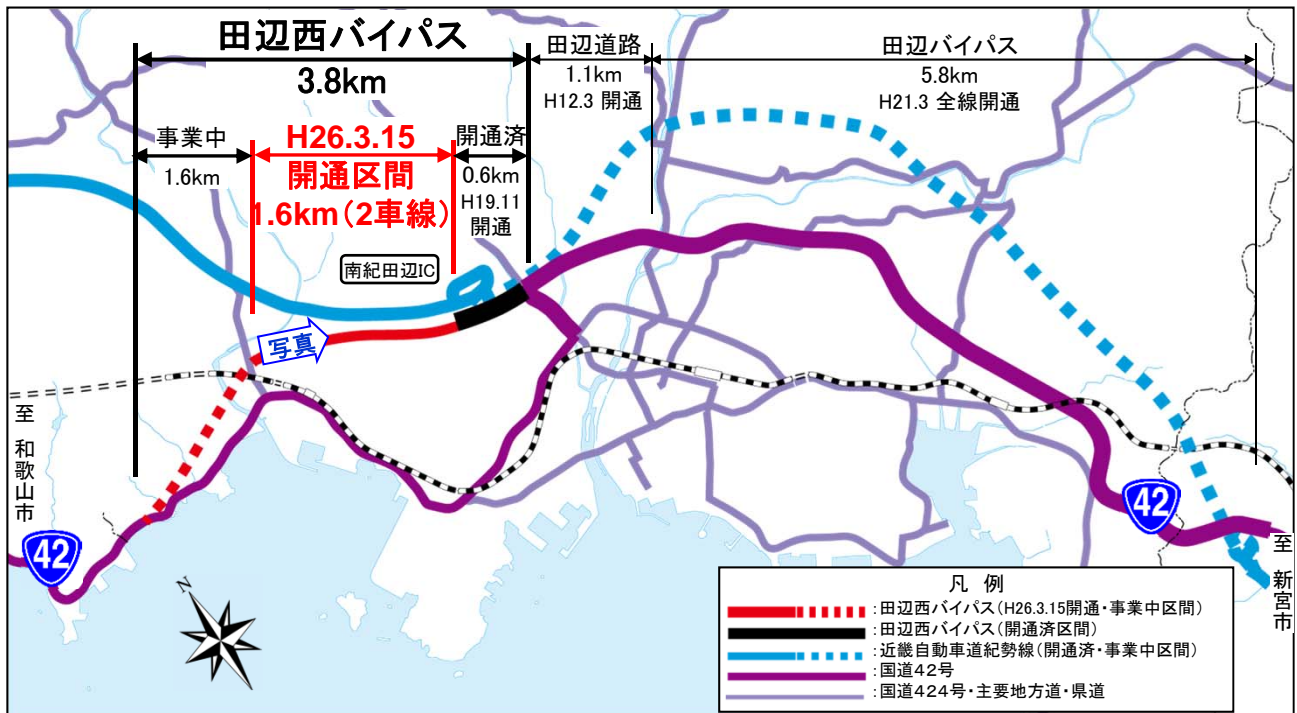 田辺西バイパス
3.8km
田辺道路
1.1km
H12.3 開通
田辺バイパス
5.8km
H21.3 全線開通
事業中
1.6km
H26.3.15
開通区間
1.6km(2車線)
開通済
0.6km
H19.11
開通
南紀田辺IC
写真
至 和歌山市
42
42
至 新宮市
N
凡 例
:田辺西バイパス(H26.3.15開通・事業中区間)
:田辺西バイパス(開通済区間)
:近畿自動車道紀勢線(開通済・事業中区間)
:国道42号
:国道424号・主要地方道・県道